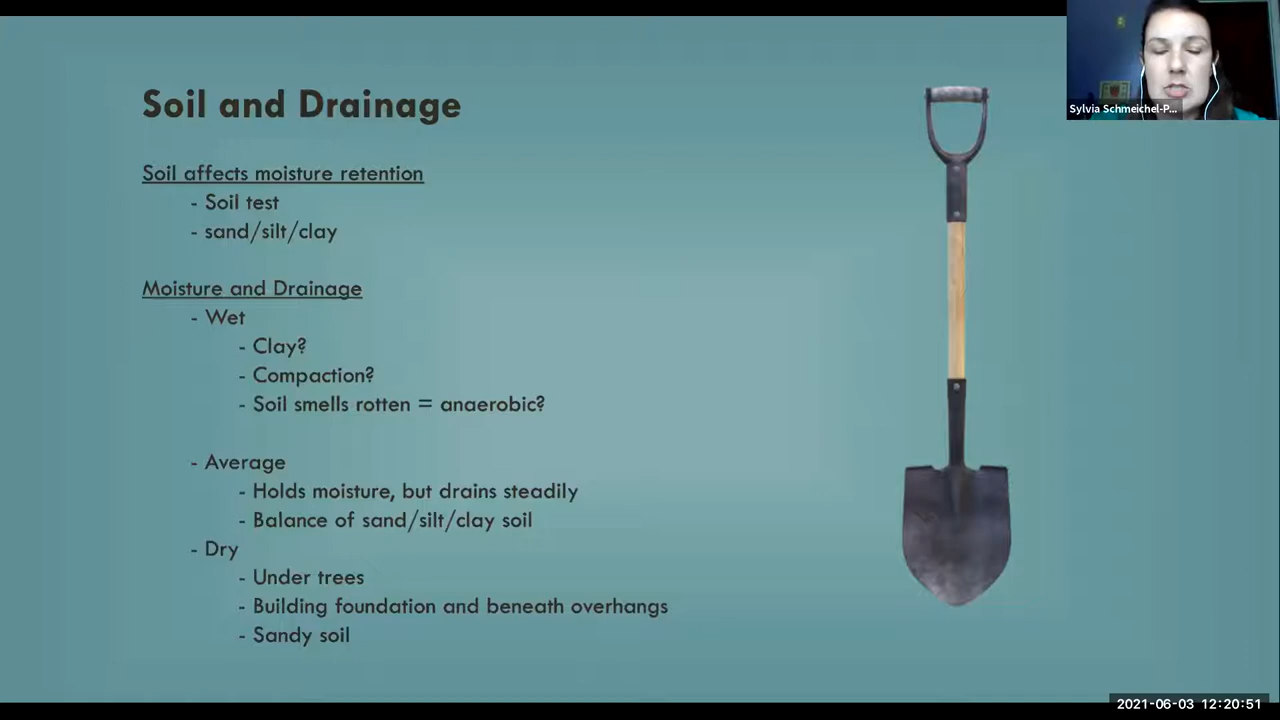 Soil and Drainage
Soil affects moisture retention
- Soil test
- sand/silt/clay
Moisture and Drainage
- Wet
- Clay?
- Compaction?
- Soil smells rotten = anaerobic?
- Average
- Holds moisture, but drains steadily
- Balance of sand/silt/clay soil
- Dry
- Under trees
- Building foundation and beneath overhangs
- Sandy soil
Sylvia Schmeichel-P...
2021-06-03 12:20:51